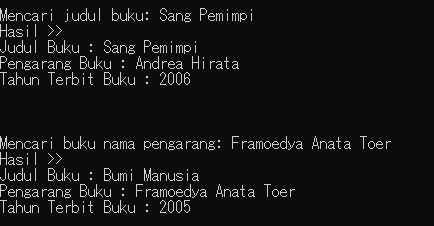 Mencari judul buku: Sang Pemimpi
Hasil >>
Judul Buku : Sang Pemimpi
Pengarang Buku : Andrea Hirata
Tahun Terbit Buku : 2006
Mencari buku nama pengarang: Framoedya Anata Toer
Hasil >>
Judul Buku : Bumi Manusia
Pengarang Buku : Framoedya Anata Toer
Tahun Terbit Buku : 2005